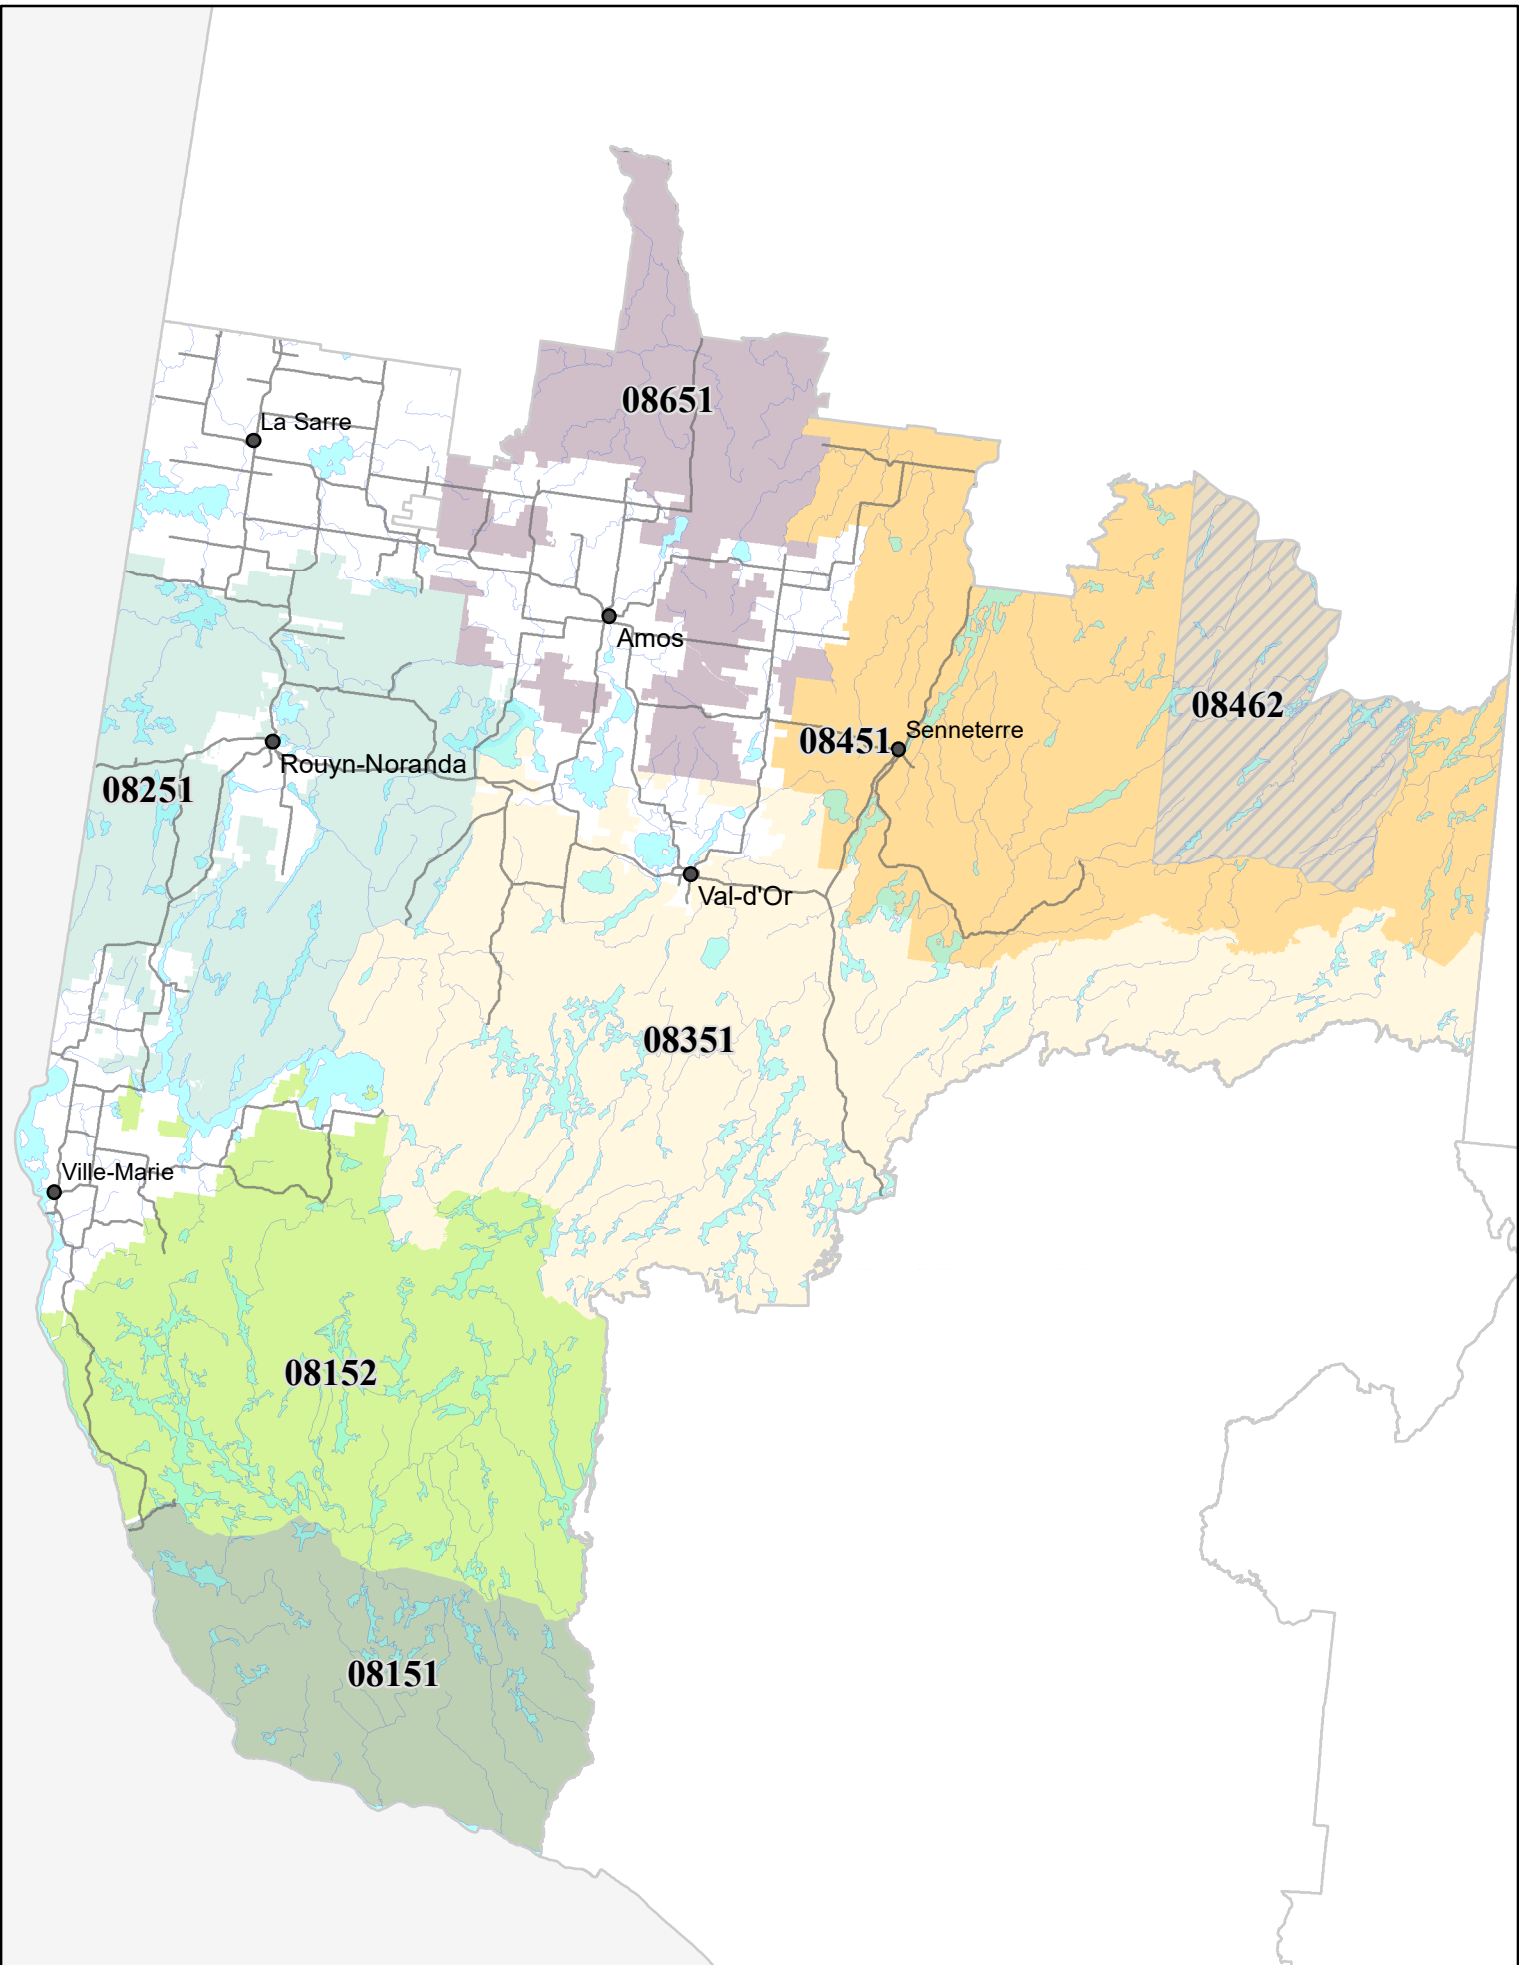 08651
La Sarre
Amos
08462
Senneterre
08451
Rouyn-Noranda
08251
Val-d'Or
08351
Ville-Marie
08152
08151